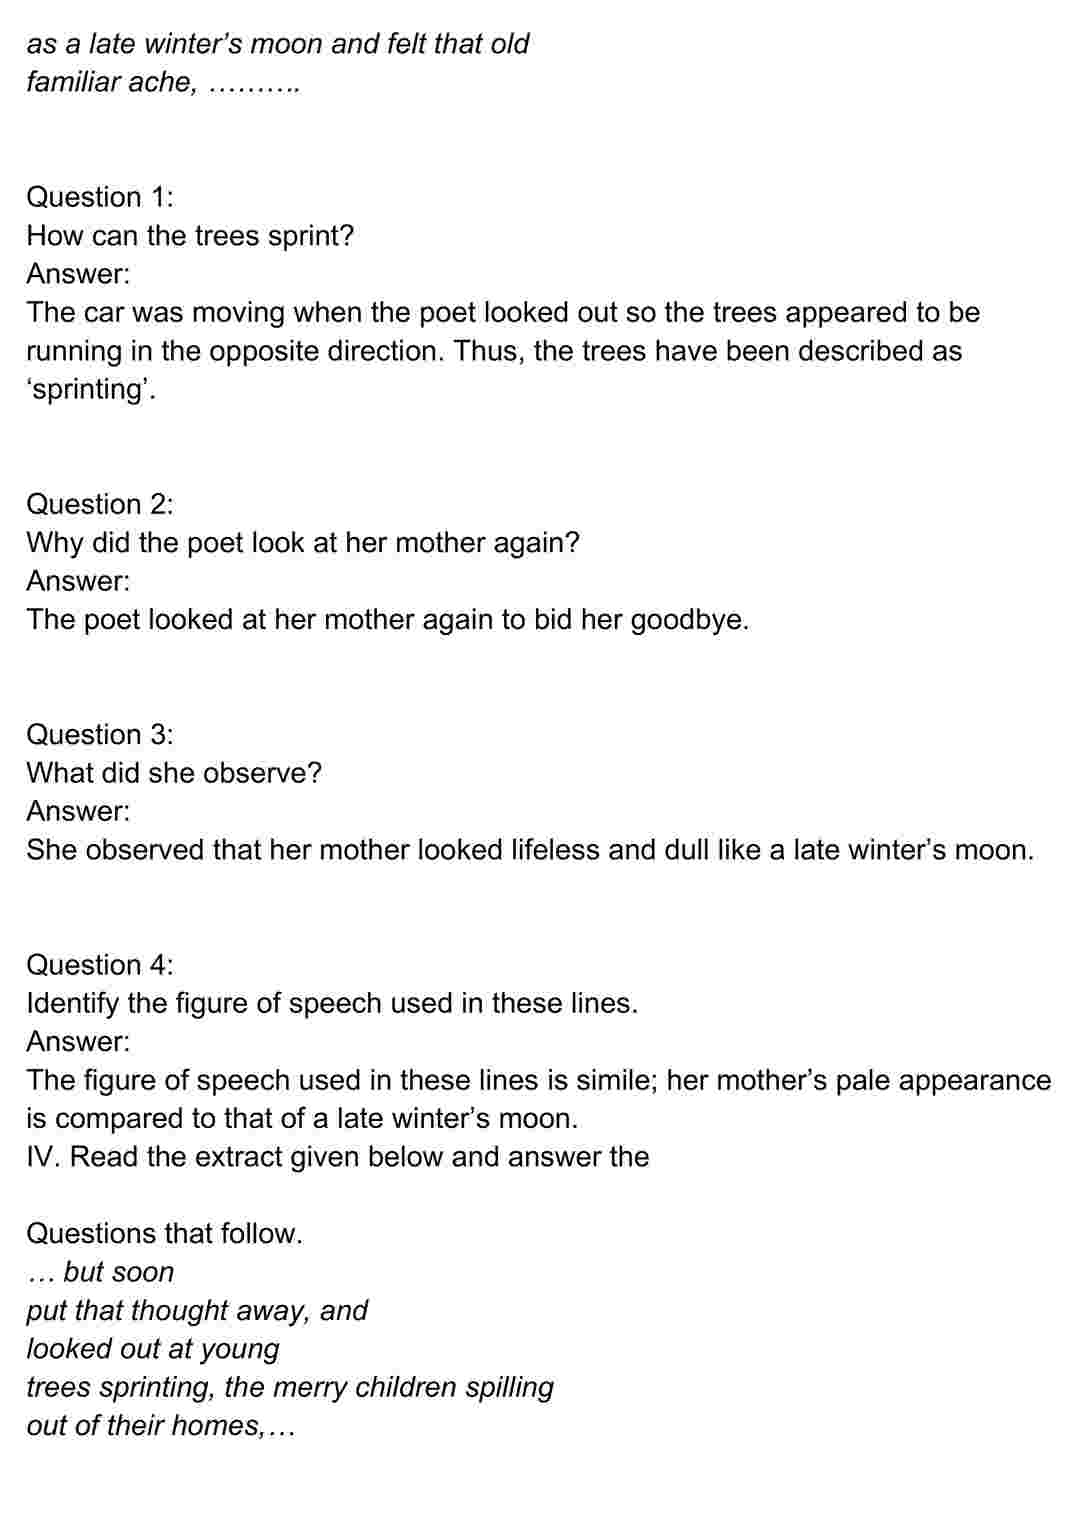 as a late winter’s moon and felt that old
familiar ache, ……….
Question 1:
How can the trees sprint?
Answer:
The car was moving when the poet looked out so the trees appeared to be
running in the opposite direction. Thus, the trees have been described as
‘sprinting’.
Question 2:
Why did the poet look at her mother again?
Answer:
The poet looked at her mother again to bid her goodbye.
Question 3:
What did she observe?
Answer:
She observed that her mother looked lifeless and dull like a late winter’s moon.
Question 4:
Identify the figure of speech used in these lines.
Answer:
The figure of speech used in these lines is simile; her mother’s pale appearance
is compared to that of a late winter’s moon.
IV. Read the extract given below and answer the
Questions that follow.
… but soon
put that thought away, and
looked out at young
trees sprinting, the merry children spilling
out of their homes,…